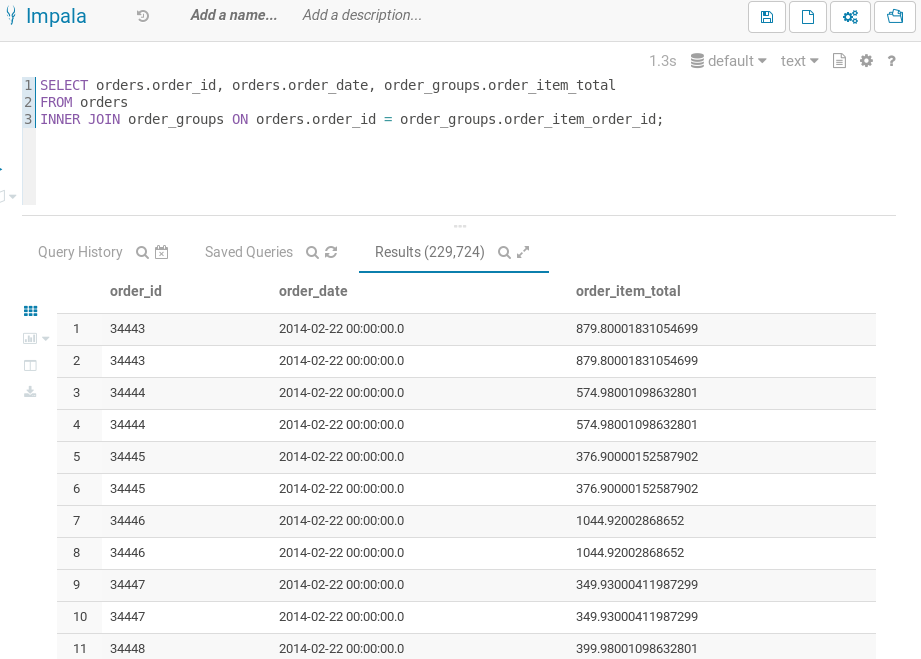 Impala Add a name... Add a description...
1.3s default text ?
1 SELECT orders.order_id, orders.order_date, order_groups.order_item_total
2 FROM orders
3 INNER JOIN order_groups ON orders.order_id = order_groups.order_item_order_id;
Query History Saved Queries Results (229,724)
order_id order_date order_item_total
1 34443 2014-02-22 00:00:00.0 879.80001831054699
2 34443 2014-02-22 00:00:00.0 879.80001831054699
3 34444 2014-02-22 00:00:00.0 574.98001098632801
4 34444 2014-02-22 00:00:00.0 574.98001098632801
5 34445 2014-02-22 00:00:00.0 376.90000152587902
6 34445 2014-02-22 00:00:00.0 376.90000152587902
7 34446 2014-02-22 00:00:00.0 1044.92002868652
8 34446 2014-02-22 00:00:00.0 1044.92002868652
9 34447 2014-02-22 00:00:00.0 349.93000411987299
10 34447 2014-02-22 00:00:00.0 349.93000411987299
11 34448 2014-02-22 00:00:00.0 399.98001098632801